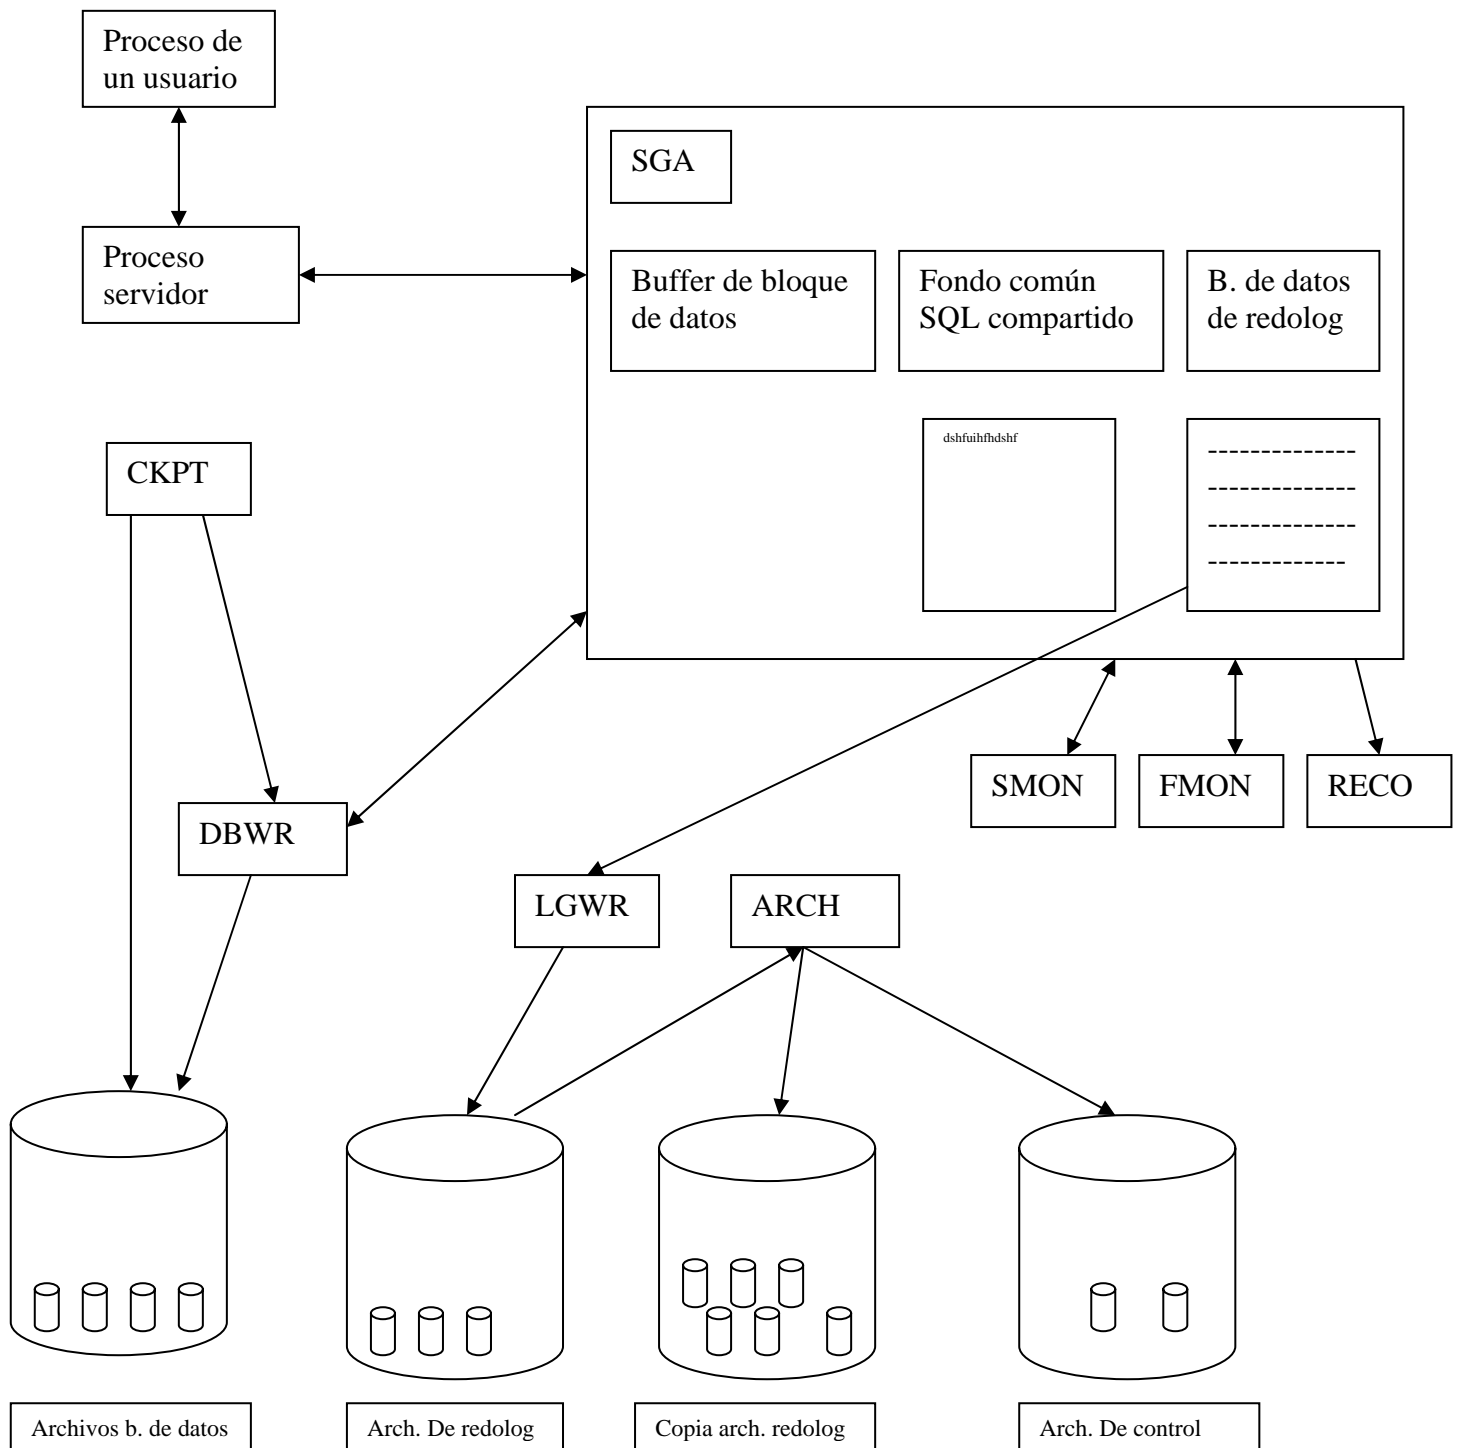 Proceso de
un usuario
SGA
Proceso
servidor
Buffer de bloque
de datos
Fondo común
SQL compartido
B. de datos
de redolog
dshfuihfhdshf
--------------
--------------
--------------
-------------
CKPT
SMON
FMON
RECO
DBWR
LGWR
ARCH
Archivos b. de datos
Arch. De redolog
Copia arch. redolog
Arch. De control